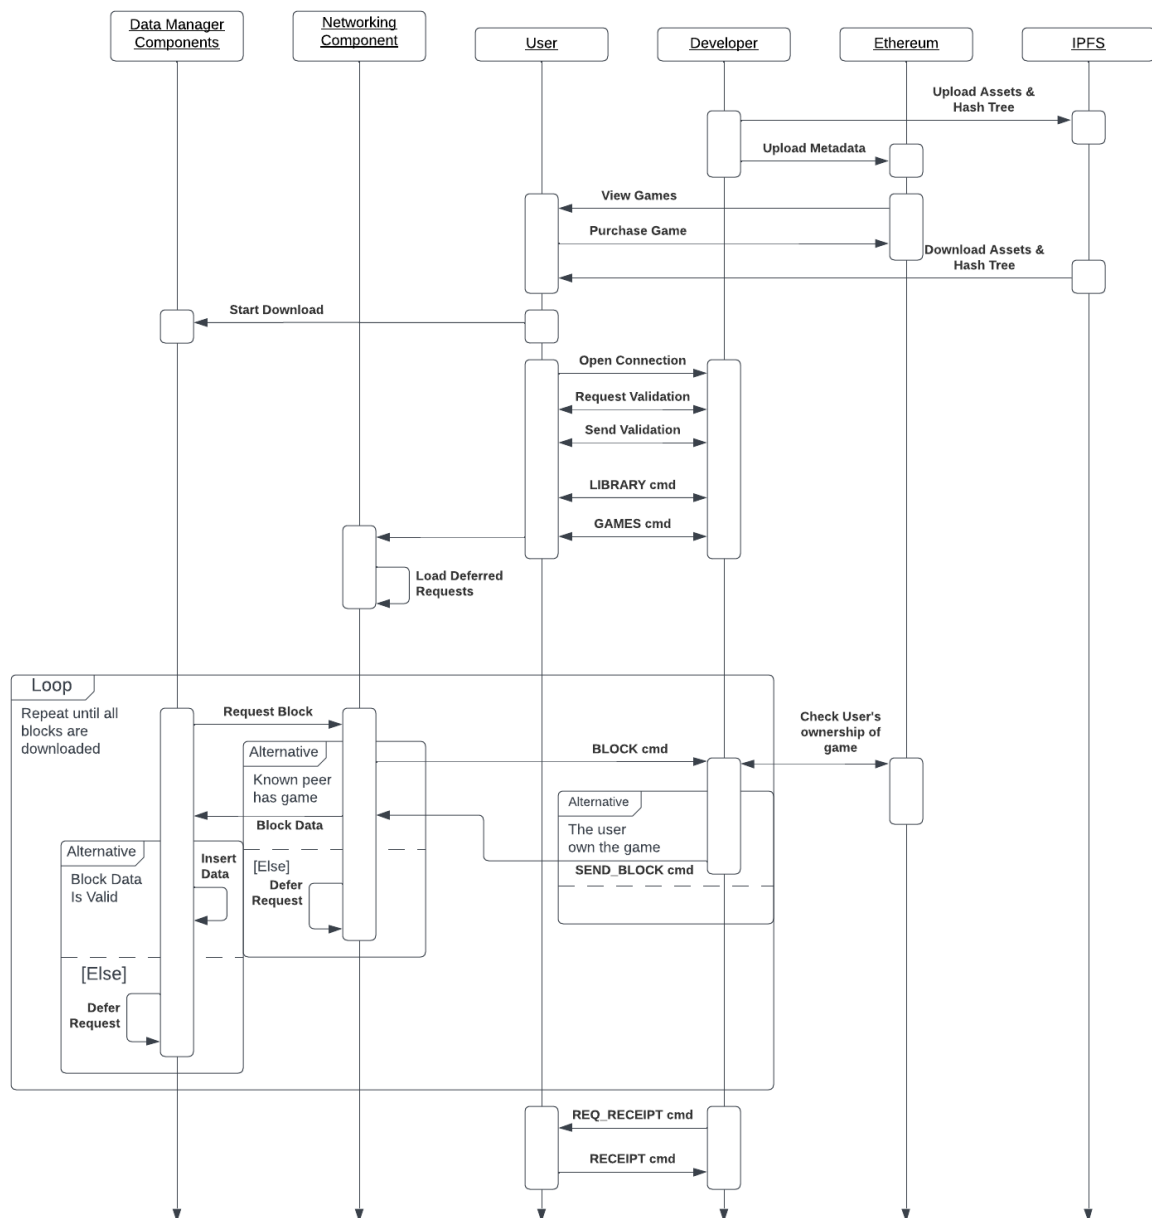 Data Manager
Components
Networking
Component
User
Developer
Ethereum
IPFS
Upload Assets &
Hash Tree
Upload Metadata
View Games
Purchase Game
Download Assets &
Hash Tree
Start Download
Open Connection
Request Validation
Send Validation
LIBRARY cmd
GAMES cmd
Load Deferred
Requests
Loop
Repeat until all
blocks are
downloaded
Request Block
Check User's
ownership of
game
Alternative
Known peer
has game
BLOCK cmd
Alternative
The user
own the game
Block Data
Alternative
Block Data
Is Valid
Insert
Data
[Else]
Defer
Request
SEND_BLOCK cmd
[Else]
Defer
Request
REQ_RECEIPT cmd
RECEIPT cmd